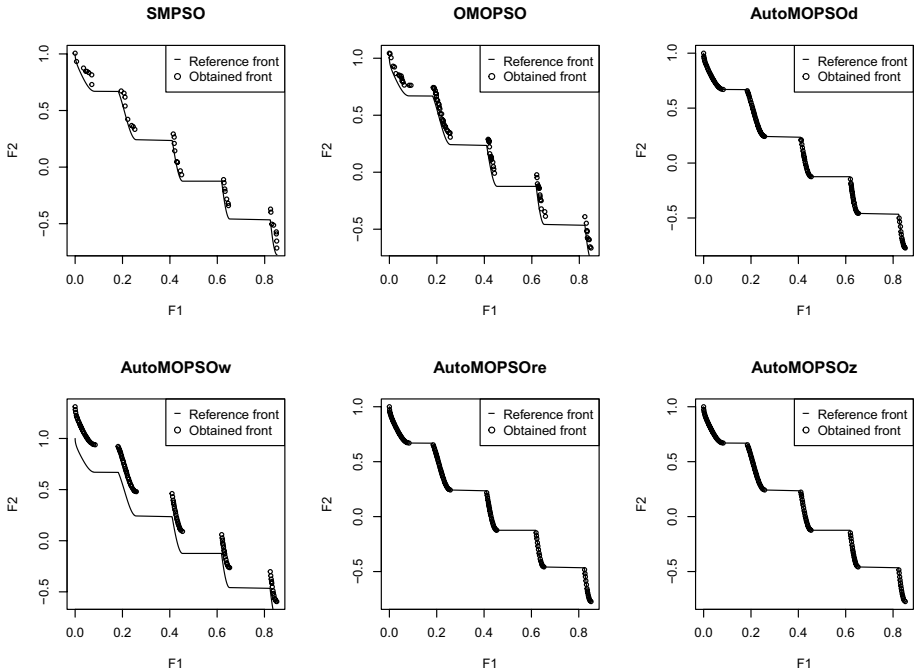 SMPSO
OMOPSO
AutoMOPSOd
− Reference front
o Obtained front
− Reference front
o Obtained front
− Reference front
o Obtained front
F2
−0.5 0.0 0.5 1.0
F2
−0.5 0.0 0.5 1.0
F2
−0.5 0.0 0.5 1.0
0.0 0.2 0.4 0.6 0.8
0.0 0.2 0.4 0.6 0.8
0.0 0.2 0.4 0.6 0.8
F1
F1
F1
AutoMOPSOw
AutoMOPSOre
AutoMOPSOz
− Reference front
o Obtained front
− Reference front
o Obtained front
− Reference front
o Obtained front
F2
−0.5 0.0 0.5 1.0
F2
−0.5 0.0 0.5 1.0
F2
−0.5 0.0 0.5 1.0
0.0 0.2 0.4 0.6 0.8
0.0 0.2 0.4 0.6 0.8
0.0 0.2 0.4 0.6 0.8
F1
F1
F1